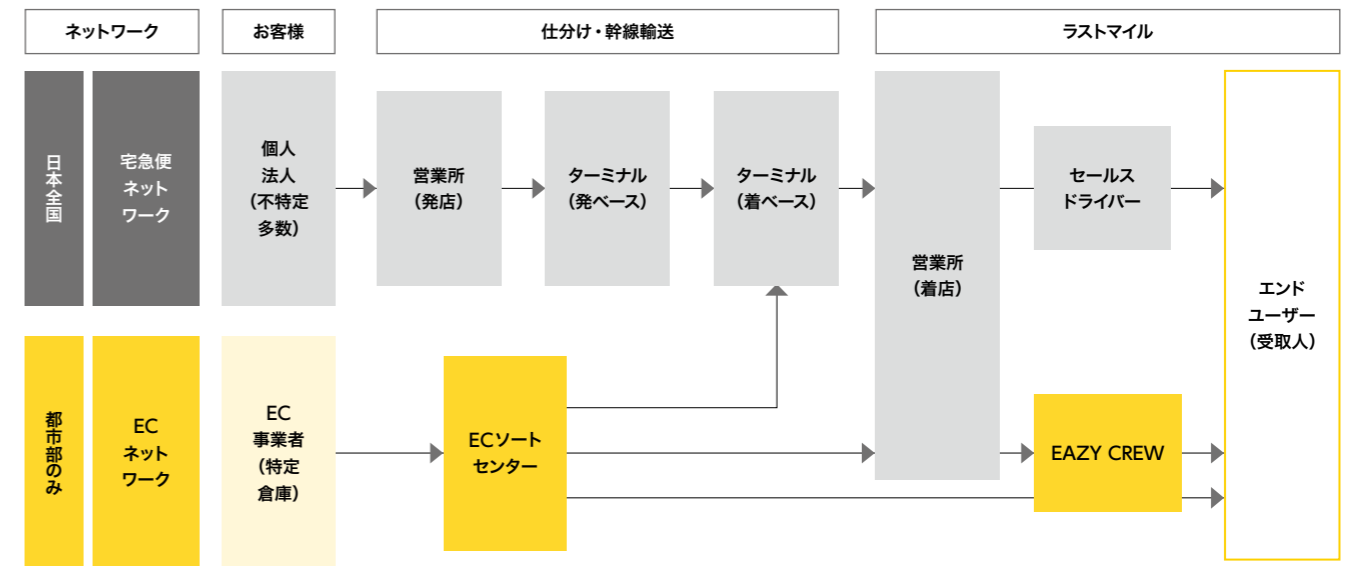 ネットワーク
お客様
仕分け・幹線輸送
ラストマイル
日本全国
宅急便
ネット
ワーク
個人
法人
（不特定
多数）
営業所
（発店）
ターミナル
（発ベース）
ターミナル
（着ベース）
営業所
（着店）
セールス
ドライバー
エンド
ユーザー
（受取人）
都市部のみ
EC
ネット
ワーク
EC
事業者
（特定
倉庫）
ECソート
センター
EAZY CREW